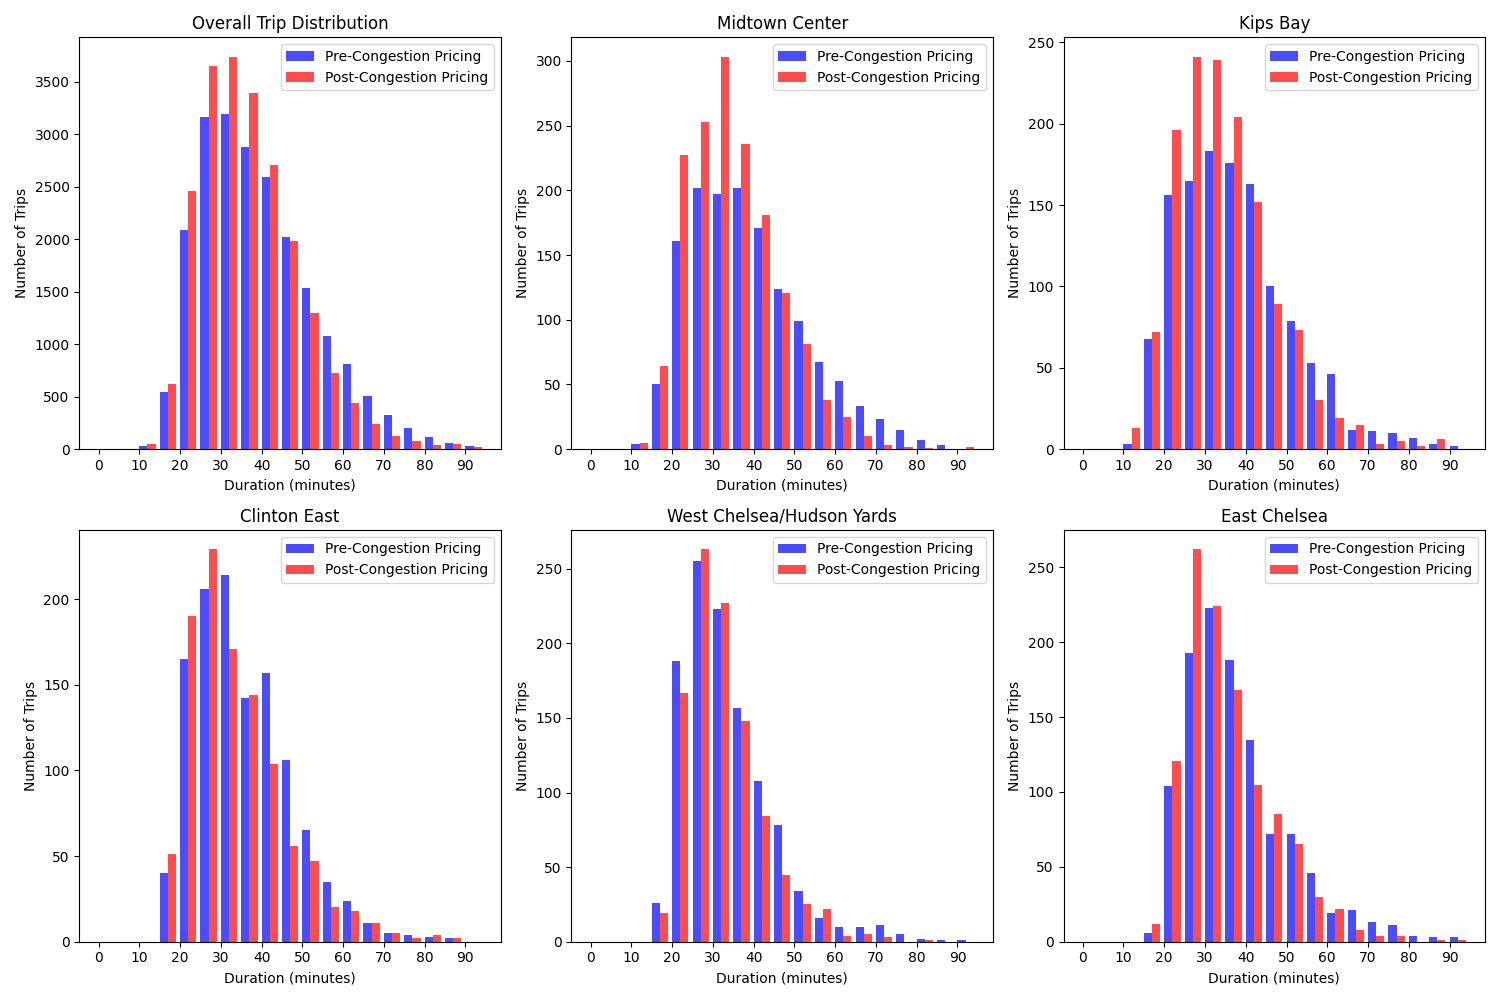 Overall Trip Distribution
Pre-Congestion Pricing
Post-Congestion Pricing
Number of Trips
3500
3000
2500
2000
1500
1000
500
0
0 10 20 30 40 50 60 70 80 90
Duration (minutes)
Midtown Center
Pre-Congestion Pricing
Post-Congestion Pricing
Number of Trips
300
250
200
150
100
50
0
0 10 20 30 40 50 60 70 80 90
Duration (minutes)
Kips Bay
Pre-Congestion Pricing
Post-Congestion Pricing
Number of Trips
250
200
150
100
50
0
0 10 20 30 40 50 60 70 80 90
Duration (minutes)
Clinton East
Pre-Congestion Pricing
Post-Congestion Pricing
Number of Trips
200
150
100
50
0
0 10 20 30 40 50 60 70 80 90
Duration (minutes)
West Chelsea/Hudson Yards
Pre-Congestion Pricing
Post-Congestion Pricing
Number of Trips
250
200
150
100
50
0
0 10 20 30 40 50 60 70 80 90
Duration (minutes)
East Chelsea
Pre-Congestion Pricing
Post-Congestion Pricing
Number of Trips
250
200
150
100
50
0
0 10 20 30 40 50 60 70 80 90
Duration (minutes)